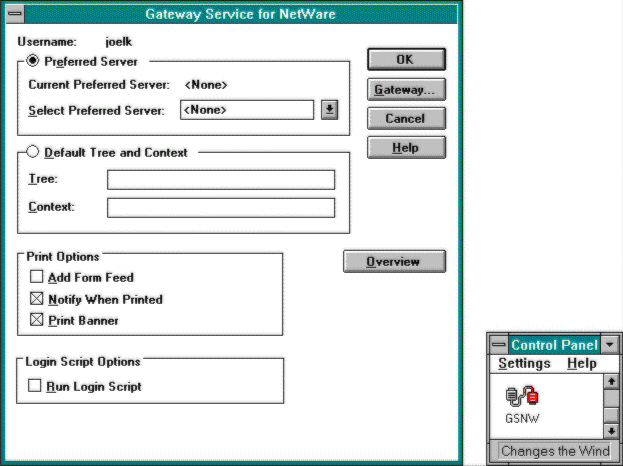 Gateway Service for NetWare
Username: joelk
Preferred Server
Current Preferred Server: <None>
Select Preferred Server: <None>
Default Tree and Context
Tree:
Context:
OK
Gateway...
Cancel
Help
Print Options
Add Form Feed
Notify When Printed
Print Banner
Overview
Login Script Options
Run Login Script
Control Panel
Settings Help
GSNW
Changes the Wind